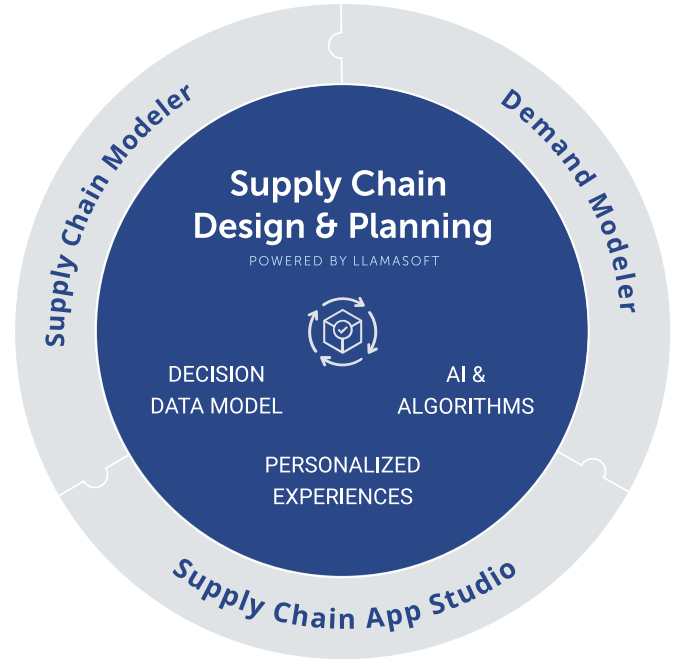 Supply Chain Modeler
Demand Modeler
Supply Chain
Design & Planning
POWERED BY LLAMASOFT
DECISION
DATA MODEL
AI &
ALGORITHMS
PERSONALIZED
EXPERIENCES
Supply Chain App Studio